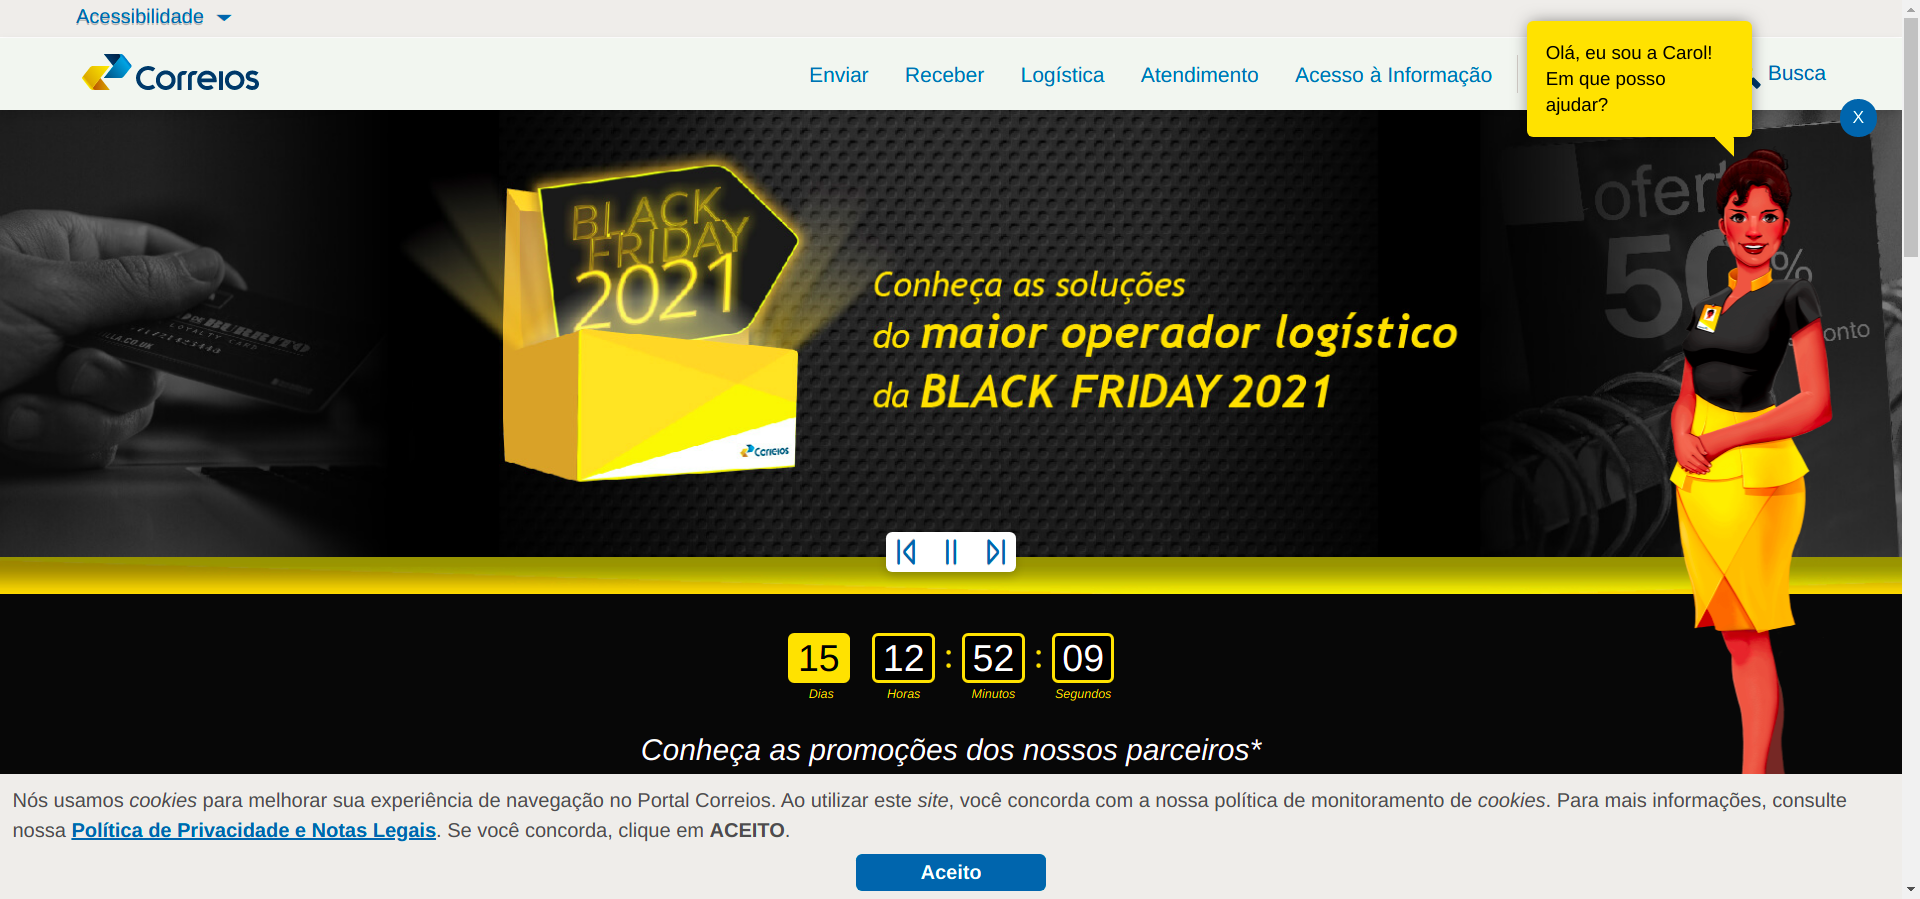 Acessibilidade
Correios
Enviar
Receber
Logística
Atendimento
Acesso à Informação
Busca
Olá, eu sou a Carol!
Em que posso
ajudar?
X
BLACK
FRIDAY
2021
Correios
Conheça as soluções
do maior operador logístico
da BLACK FRIDAY 2021
BURRITO
LOYALTY CARD
50%
onto
15 12 : 52 : 09
Dias Horas Minutos Segundos
Conheça as promoções dos nossos parceiros*
Nós usamos cookies para melhorar sua experiência de navegação no Portal Correios. Ao utilizar este site, você concorda com a nossa política de monitoramento de cookies. Para mais informações, consulte
nossa Política de Privacidade e Notas Legais. Se você concorda, clique em ACEITO.
Aceito